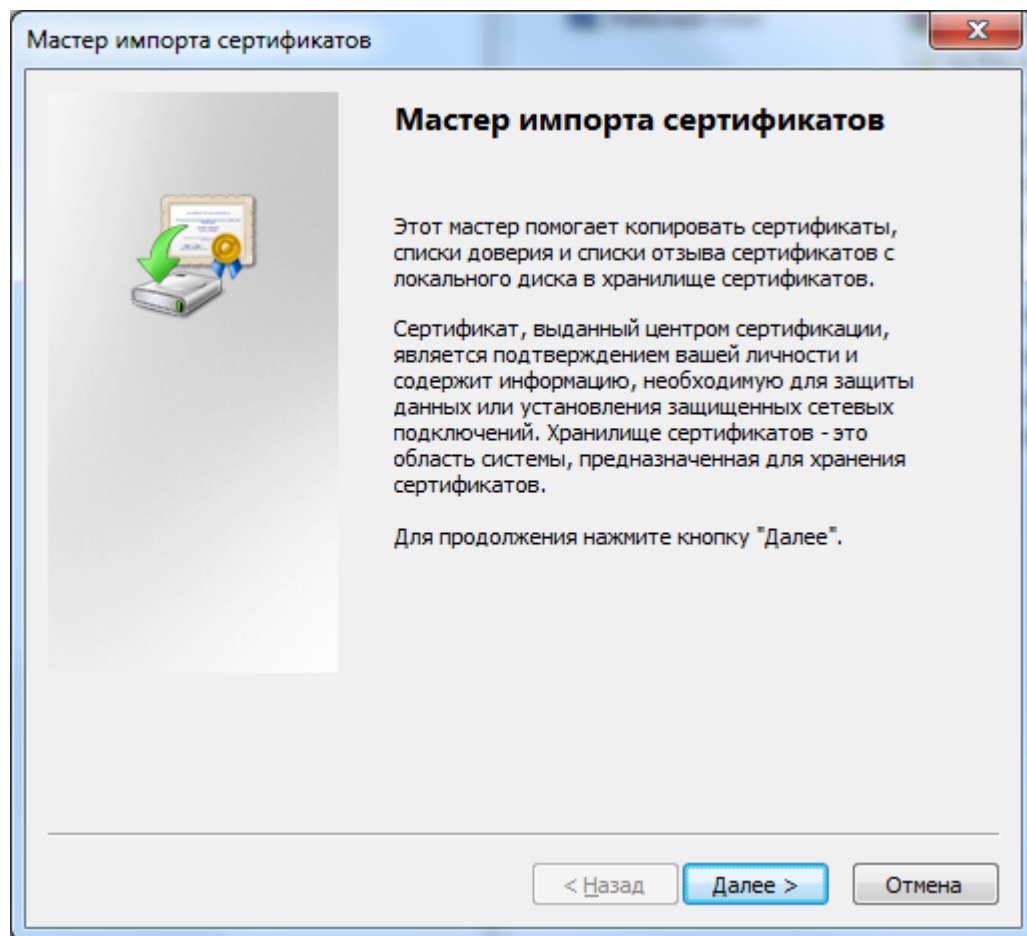 Мастер импорта сертификатов
Мастер импорта сертификатов
Этот мастер помогает копировать сертификаты,
списки доверия и списки отзыва сертификатов с
локального диска в хранилище сертификатов.
Сертификат, выданный центром сертификации,
является подтверждением вашей личности и
содержит информацию, необходимую для защиты
данных или установления защищенных сетевых
подключений. Хранилище сертификатов - это
область системы, предназначенная для хранения
сертификатов.
Для продолжения нажмите кнопку "Далее".
< Назад
Далее >
Отмена